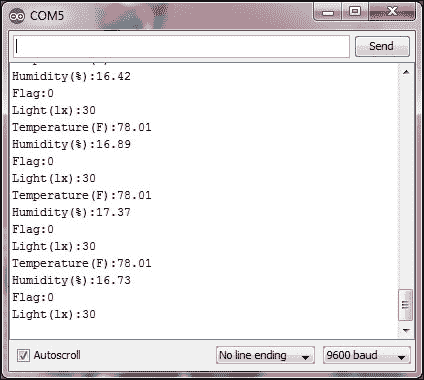 COM5
Send
Humidity(%):16.42
Flag:0
Light(lx):30
Temperature(F):78.01
Humidity(%):16.89
Flag:0
Light(lx):30
Temperature(F):78.01
Humidity(%):17.37
Flag:0
Light(lx):30
Temperature(F):78.01
Humidity(%):16.73
Flag:0
Light(lx):30
Autoscroll
No line ending
9600 baud